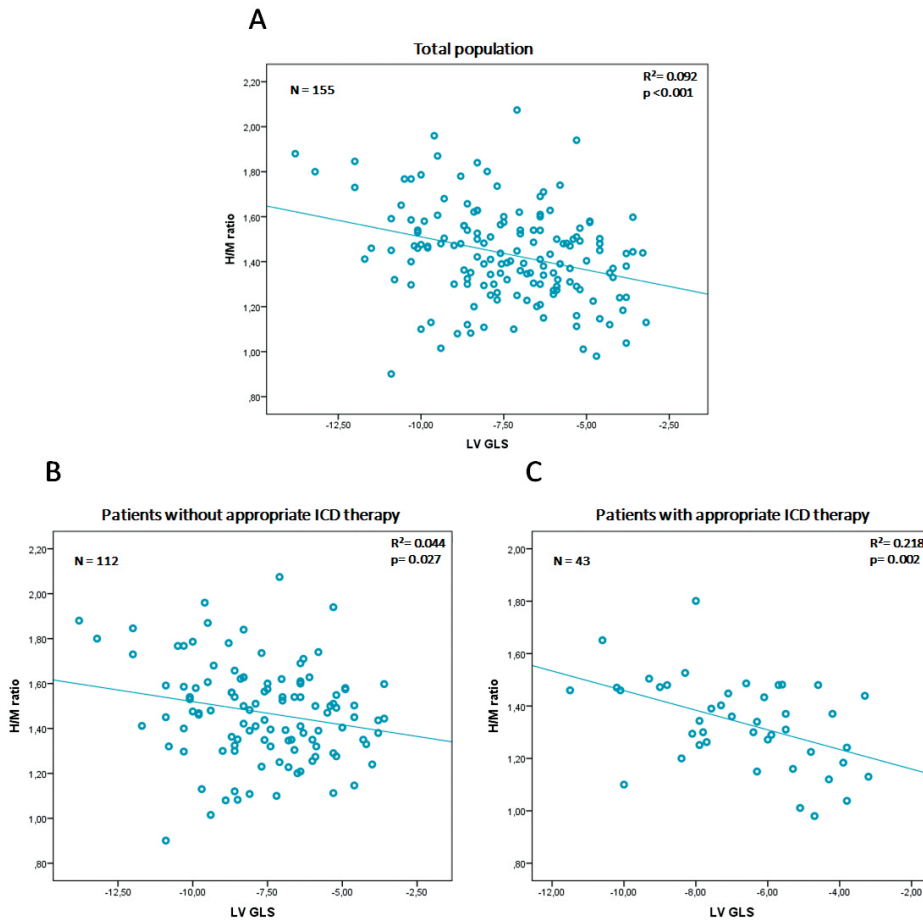 A
Total population
N = 155
R²= 0.092
p <0.001
2,20
2,00
1,80
1,60
1,40
1,20
1,00
,80
H/M ratio
-12,50
-10,00
-7,50
-5,00
-2,50
LV GLS
B
Patients without appropriate ICD therapy
N = 112
R²= 0.044
p= 0.027
2,20
2,00
1,80
1,60
1,40
1,20
1,00
,80
H/M ratio
-12,50
-10,00
-7,50
-5,00
-2,50
LV GLS
C
Patients with appropriate ICD therapy
N = 43
R²= 0.218
p= 0.002
2,00
1,80
1,60
1,40
1,20
1,00
,80
H/M ratio
-12,00
-10,00
-8,00
-6,00
-4,00
-2,00
LV GLS